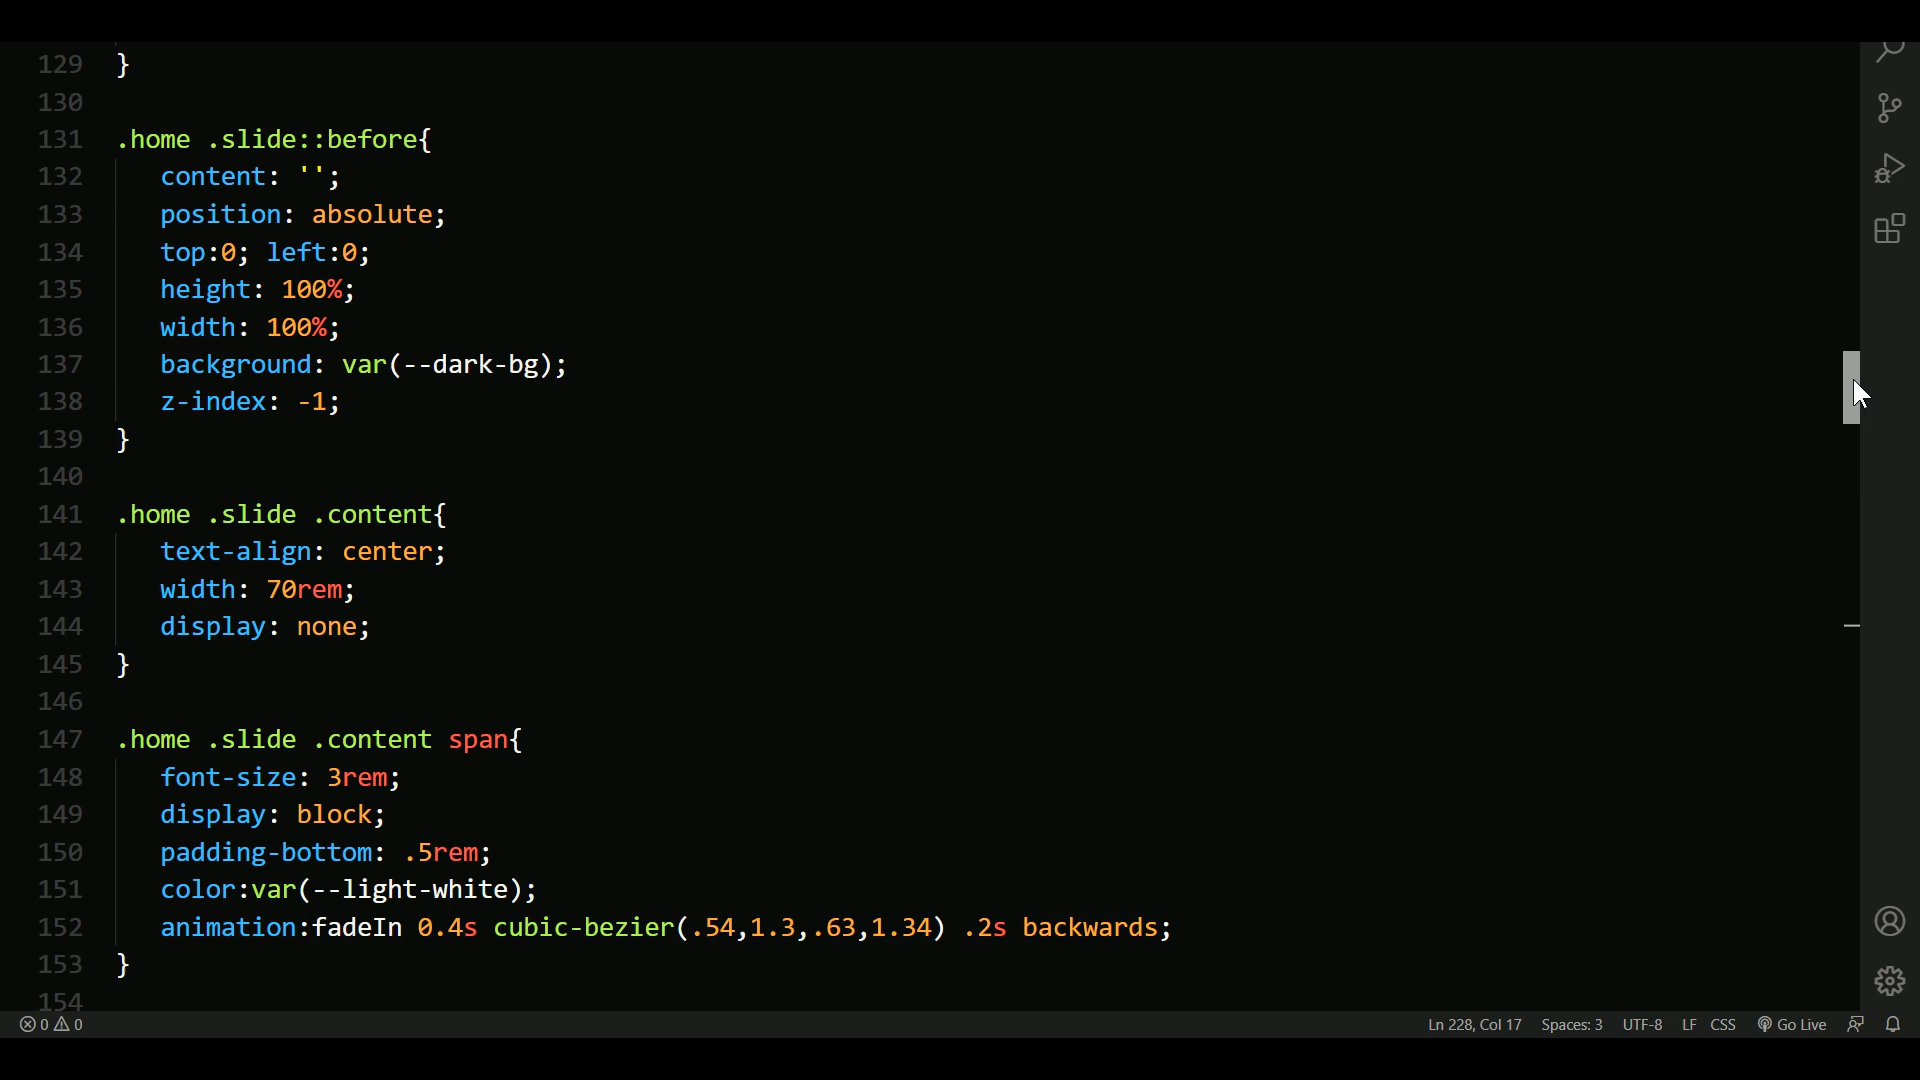 129 }
130
131 .home .slide::before{
132 content: '';
133 position: absolute;
134 top:0; left:0;
135 height: 100%;
136 width: 100%;
137 background: var(--dark-bg);
138 z-index: -1;
139 }
140
141 .home .slide .content{
142 text-align: center;
143 width: 70rem;
144 display: none;
145 }
146
147 .home .slide .content span{
148 font-size: 3rem;
149 display: block;
150 padding-bottom: .5rem;
151 color:var(--light-white);
152 animation:fadeIn 0.4s cubic-bezier(.54,1.3,.63,1.34) .2s backwards;
153 }
154
0 0 Ln 228, Col 17 Spaces: 3 UTF-8 LF CSS Go Live